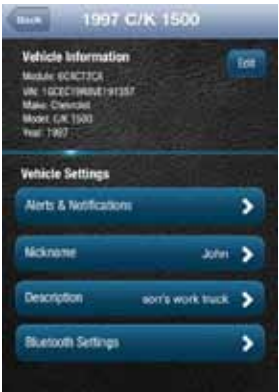 Back
1997 C/K 1500
Vehicle Information
Edit
Make: Chevrolet
Model: C/K 1500
Year: 1997
Vehicle Settings
Alerts & Notifications
Nickname John
Description son's work truck
Bluetooth Settings